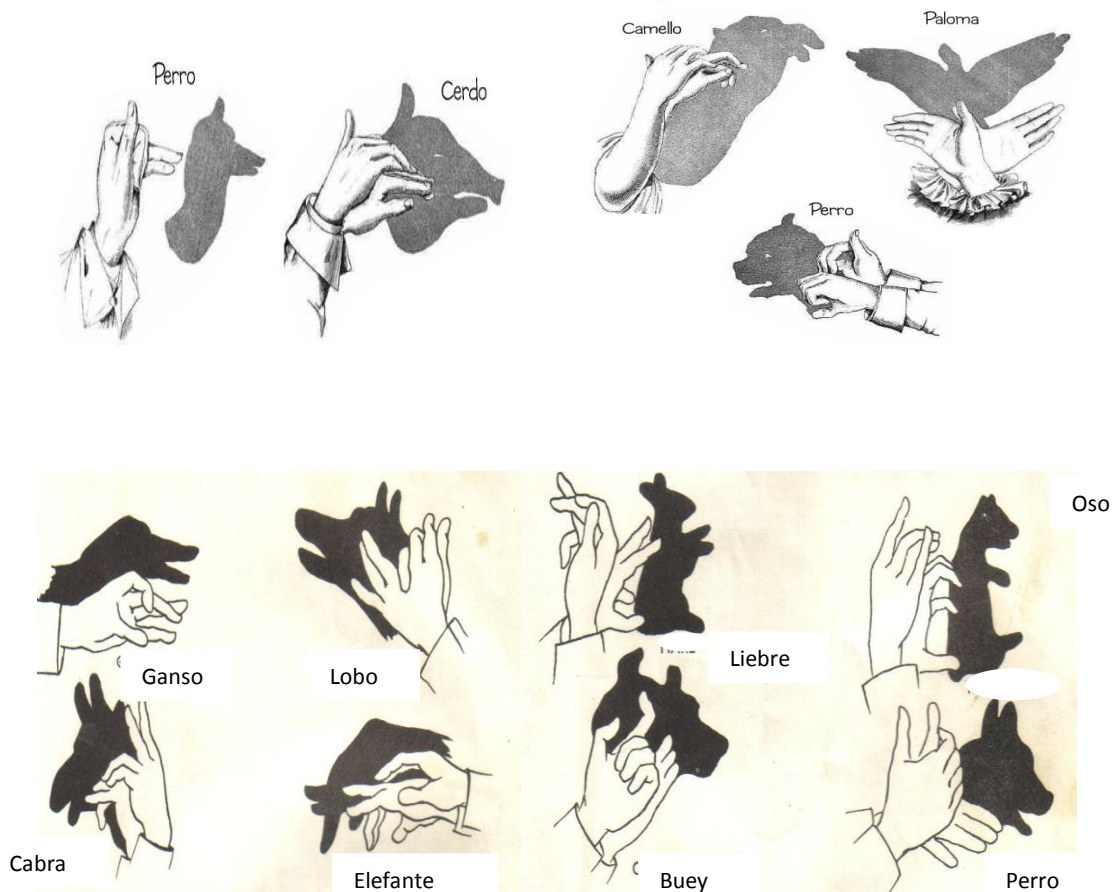 Camello
Paloma
Perro
Cerdo
Perro
Oso
Ganso
Lobo
Liebre
Cabra
Elefante
Buey
Perro